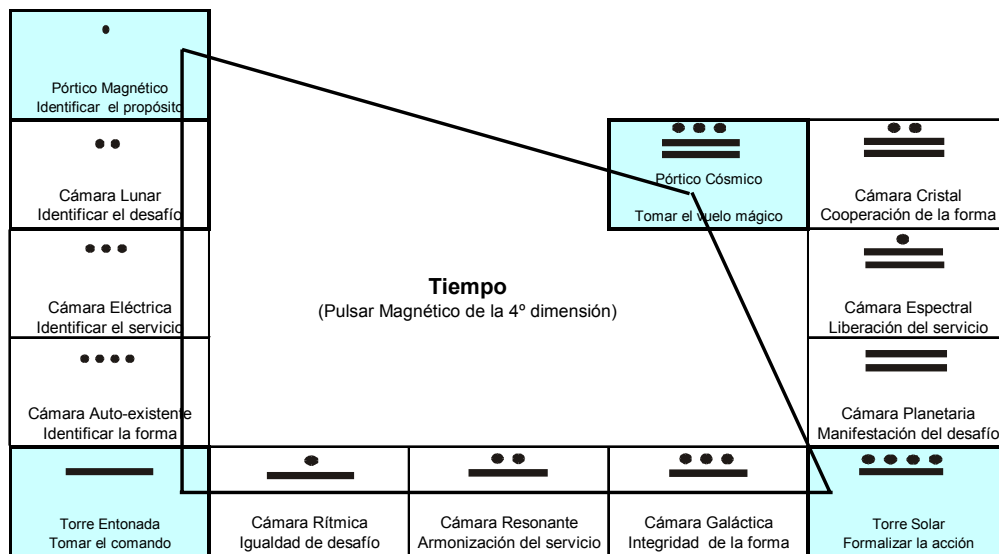 Pórtico Magnético
Identificar el propósito
Cámara Lunar
Identificar el desafío
Pórtico Cósmico
Tomar el vuelo mágico
Cámara Cristal
Cooperación de la forma
Cámara Eléctrica
Identificar el servicio
Tiempo
(Pulsar Magnético de la 4º dimensión)
Cámara Espectral
Liberación del servicio
Cámara Auto-existente
Identificar la forma
Cámara Planetaria
Manifestación del desafío
Torre Entonada
Tomar el comando
Cámara Rítmica
Igualdad de desafío
Cámara Resonante
Armonización del servicio
Cámara Galáctica
Integridad de la forma
Torre Solar
Formalizar la acción